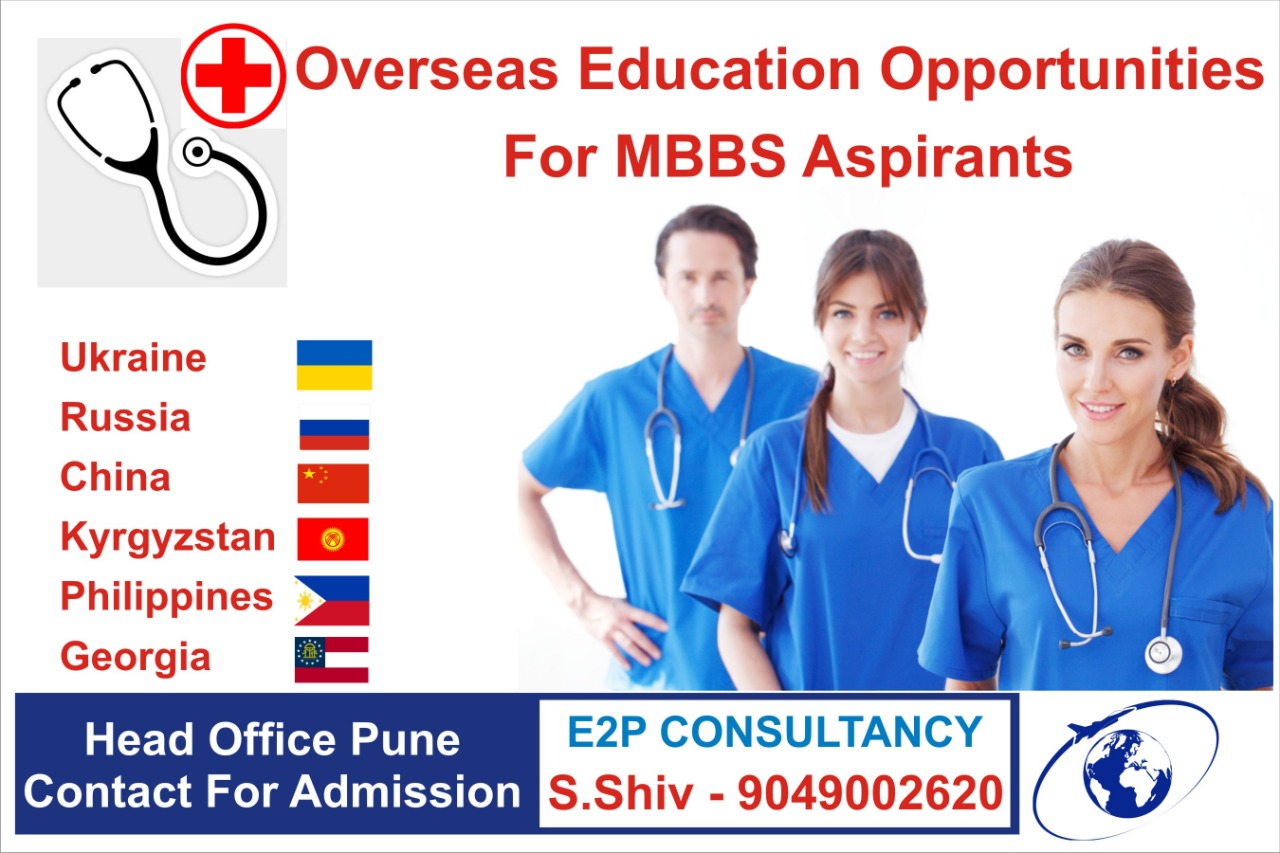 Overseas Education Opportunities
For MBBS Aspirants
Ukraine
Russia
China
Kyrgyzstan
Philippines
Georgia
Head Office Pune
Contact For Admission
E2P CONSULTANCY
S.Shiv - 9049002620